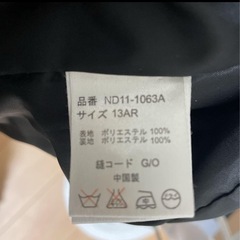 品番 ND11-1063A
サイズ 13AR
表地 ポリエステル 100%
裏地 ポリエステル 100%
縫コード G/O
中国製